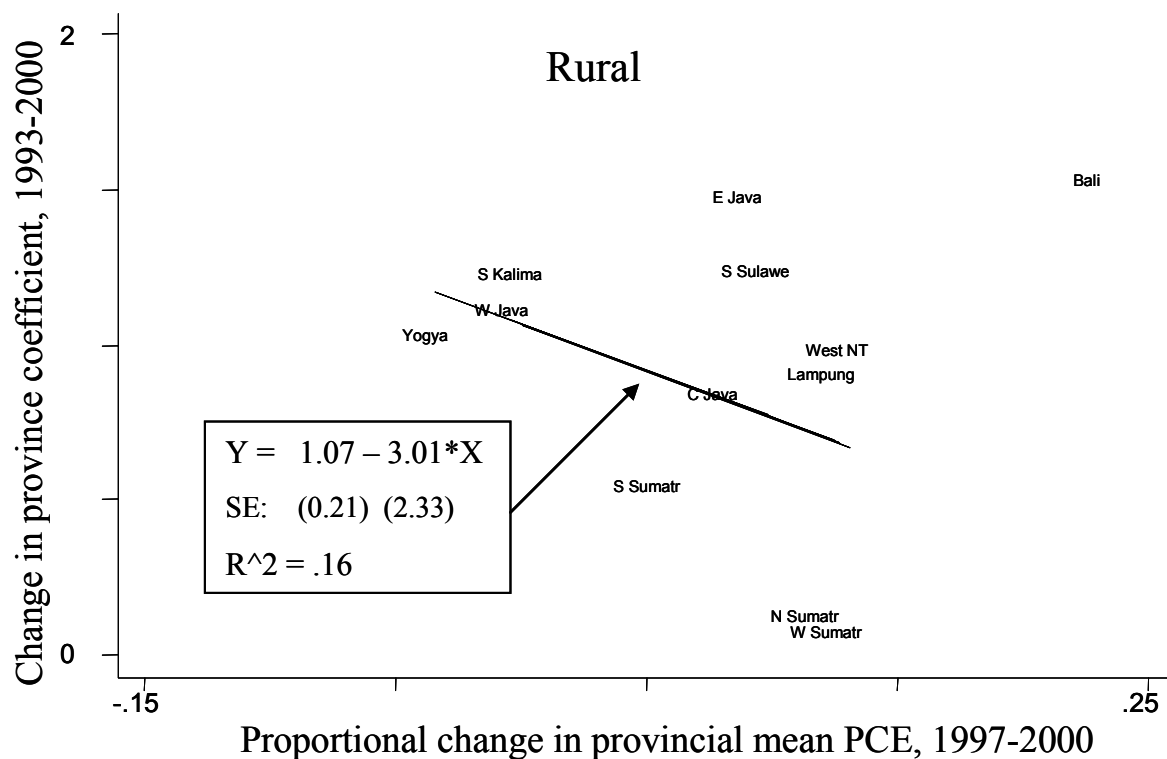 2
Rural
Change in province coefficient, 1993-2000
Bali
E Java
S Kalima
S Sulawe
W Java
Yogya
West NT
Lampung
C Java
Y = 1.07 – 3.01*X
SE: (0.21) (2.33)
R^2 = .16
S Sumatr
N Sumatr
W Sumatr
0
-.15
.25
Proportional change in provincial mean PCE, 1997-2000